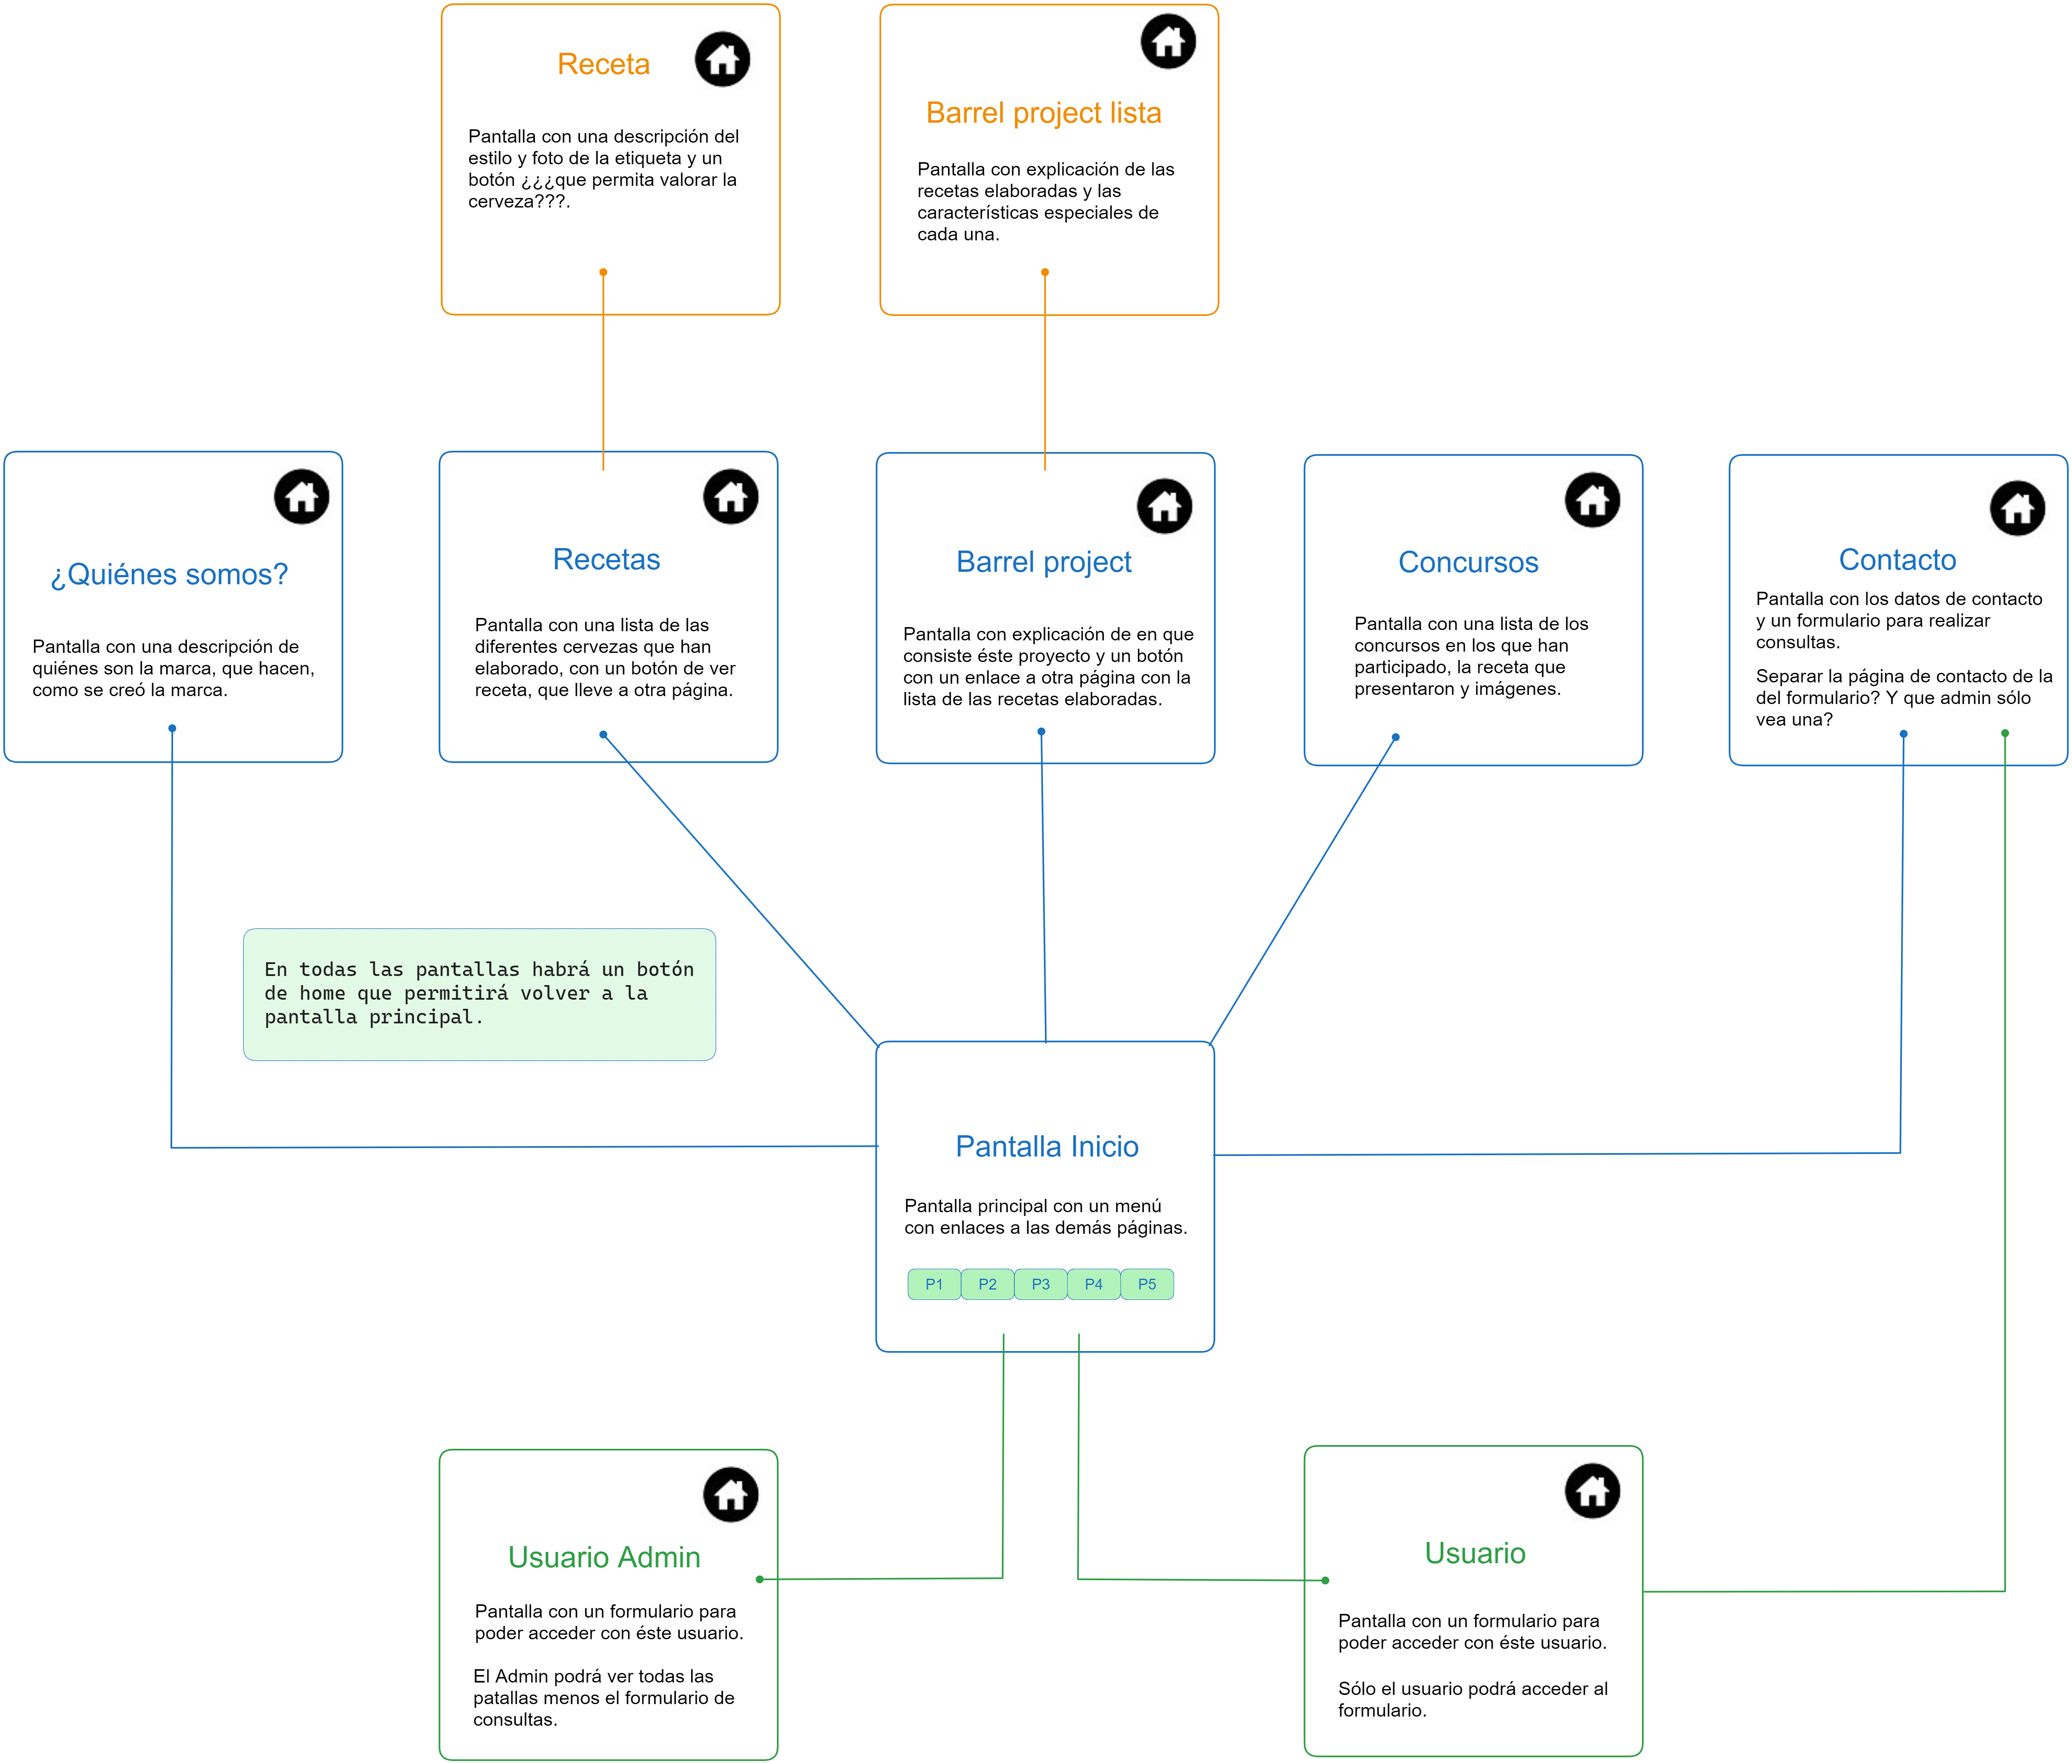 Receta
Pantalla con una descripción del
estilo y foto de la etiqueta y un
botón ¿¿¿que permita valorar la
cerveza???.
Barrel project lista
Pantalla con explicación de las
recetas elaboradas y las
características especiales de
cada una.
¿Quiénes somos?
Pantalla con una descripción de
quiénes son la marca, que hacen,
como se creó la marca.
Recetas
Pantalla con una lista de las
diferentes cervezas que han
elaborado, con un botón de ver
receta, que lleve a otra página.
Barrel project
Pantalla con explicación de en que
consiste éste proyecto y un botón
con un enlace a otra página con la
lista de las recetas elaboradas.
Concursos
Pantalla con una lista de los
concursos en los que han
participado, la receta que
presentaron y imágenes.
Contacto
Pantalla con los datos de contacto
y un formulario para realizar
consultas.
Separar la página de contacto de la
del formulario? Y que admin sólo
vea una?
En todas las pantallas habrá un botón
de home que permitirá volver a la
pantalla principal.
Pantalla Inicio
Pantalla principal con un menú
con enlaces a las demás páginas.
P1 P2 P3 P4 P5
Usuario Admin
Pantalla con un formulario para
poder acceder con éste usuario.
El Admin podrá ver todas las
patallas menos el formulario de
consultas.
Usuario
Pantalla con un formulario para
poder acceder con éste usuario.
Sólo el usuario podrá acceder al
formulario.